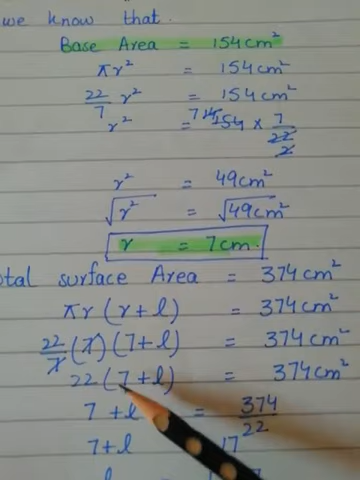 we know that.
Base Area = 154cm²
πr² = 154cm²
22/7 r² = 154cm²
r² = 154 × 7/22
r² = 49cm²
√r² = √49cm²
r = 7cm.
otal surface Area = 374cm²
πr (r+l) = 374cm²
22/7 (7) (7+l) = 374cm²
22 (7+l) = 374cm²
7 + l = 374/22
7+l 17